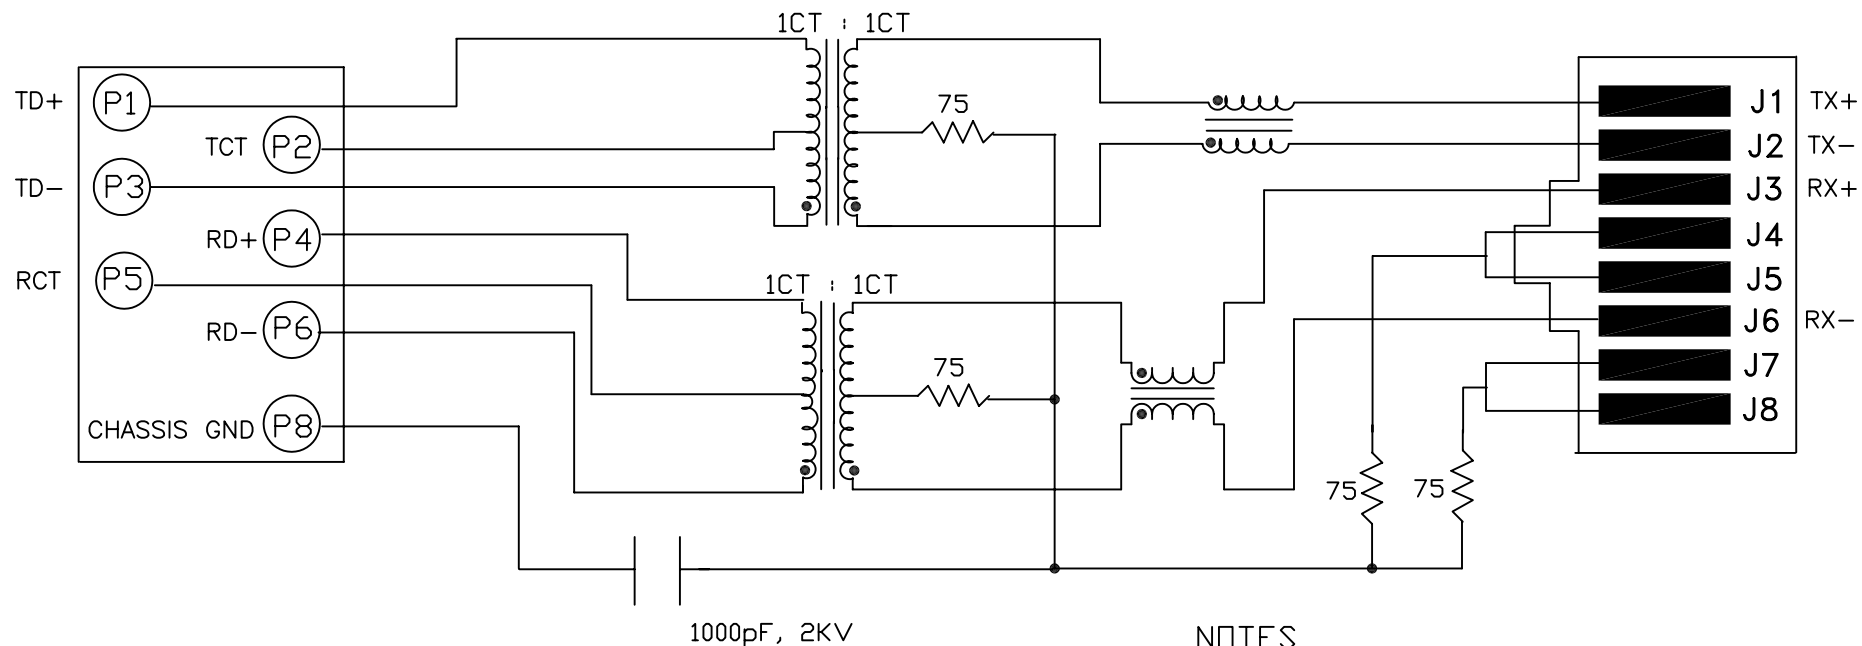 1CT : 1CT
TD+ P1
TCT P2
TD- P3
RD+ P4
RCT P5
RD- P6
CHASSIS GND P8
75
1CT : 1CT
75
J1 TX+
J2 TX-
J3 RX+
J4
J5
J6 RX-
J7
J8
75
75
1000pF, 2KV
NOTES